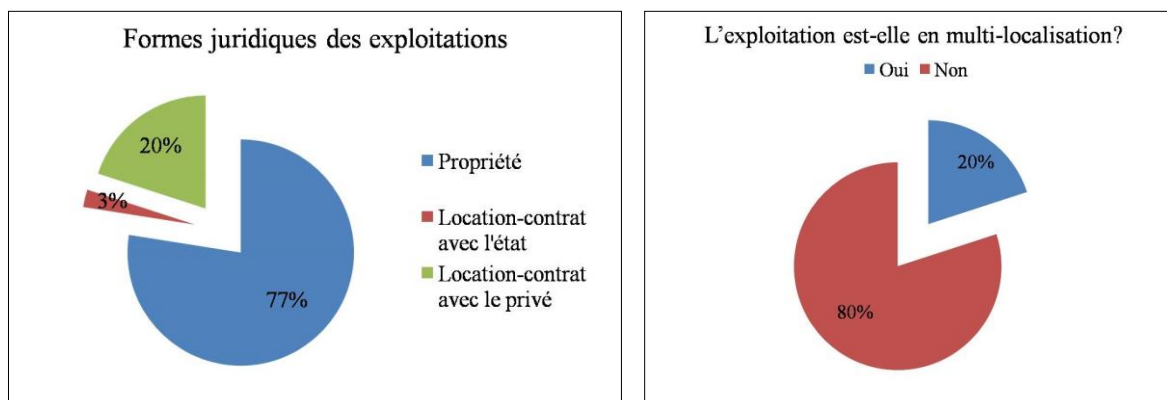 Formes juridiques des exploitations
20%
3%
77%
Propriété
Location-contrat
avec l'état
Location-contrat
avec le privé
L'exploitation est-elle en multi-localisation?
Oui Non
20%
80%